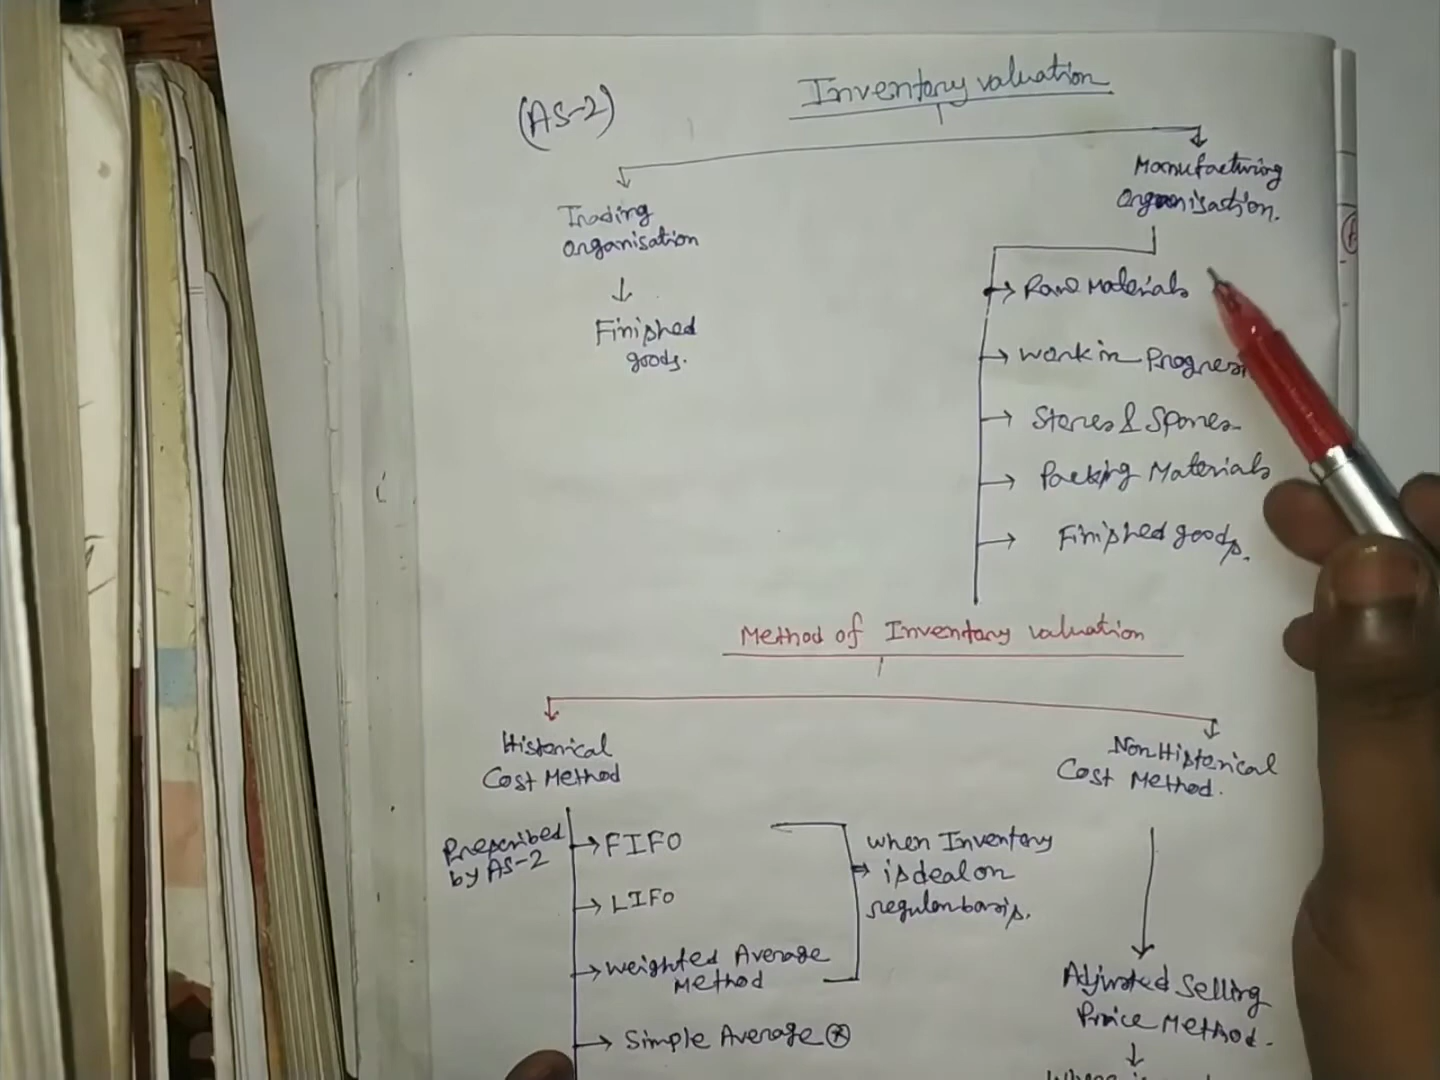 (AS-2)
Inventory valuation
Trading
organisation
Finished
goods.
Manufacturing
Organisation.
Raw Materials
Work in Progress
Stores & Spares
Packing Materials
Finished goods.
Method of Inventory valuation
Historical
Cost Method
Prescribed
by AS-2
FIFO
LIFO
Weighted Average
Method
Simple Average
when Inventory
is deal on
regular basis.
Non Historical
Cost Method.
Adjusted Selling
Price Method.